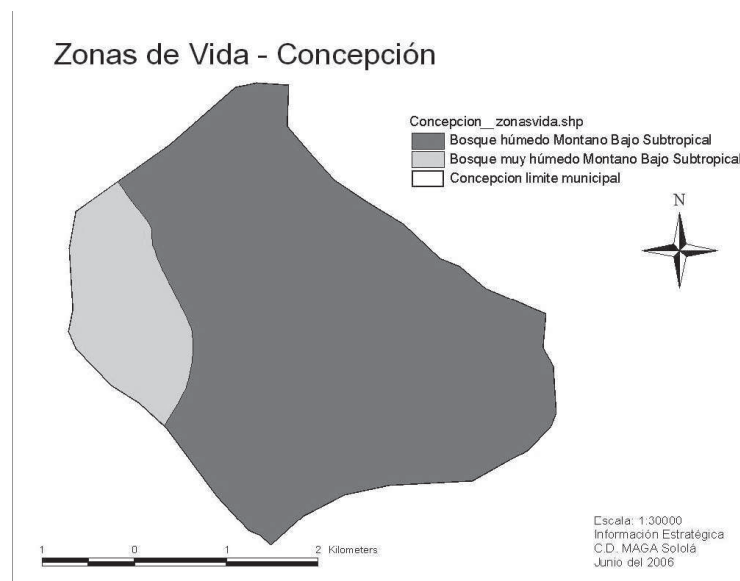 Zonas de Vida - Concepción
Concepcion__zonasvida.shp
Bosque húmedo Montano Bajo Subtropical
Bosque muy húmedo Montano Bajo Subtropical
Concepcion limite municipal
N
1 0 1 2 Kilometers
Escala: 1:30000
Información Estratégica
C.D. MAGA Sololá
Junio del 2006